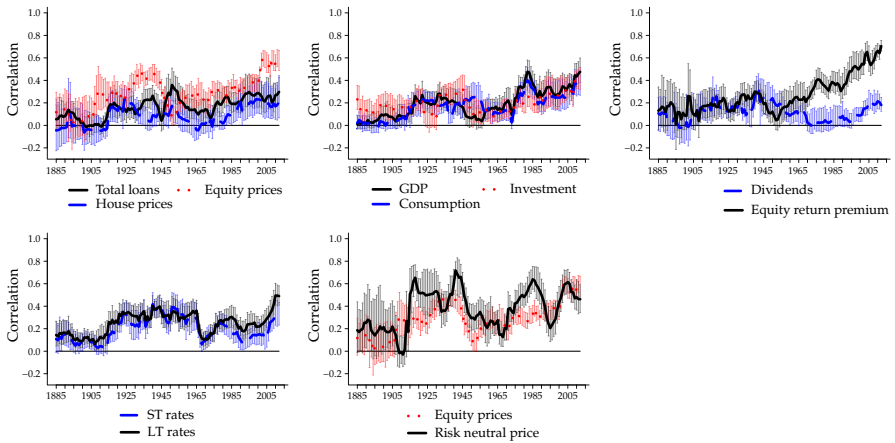 Correlation
1.0
0.8
0.6
0.4
0.2
0.0
−0.2
1885 1905 1925 1945 1965 1985 2005
Total loans Equity prices
House prices
Correlation
1.0
0.8
0.6
0.4
0.2
0.0
−0.2
1885 1905 1925 1945 1965 1985 2005
GDP Investment
Consumption
Correlation
1.0
0.8
0.6
0.4
0.2
0.0
−0.2
1885 1905 1925 1945 1965 1985 2005
Dividends
Equity return premium
Correlation
1.0
0.8
0.6
0.4
0.2
0.0
−0.2
1885 1905 1925 1945 1965 1985 2005
ST rates
LT rates
Correlation
1.0
0.8
0.6
0.4
0.2
0.0
−0.2
1885 1905 1925 1945 1965 1985 2005
Equity prices
Risk neutral price